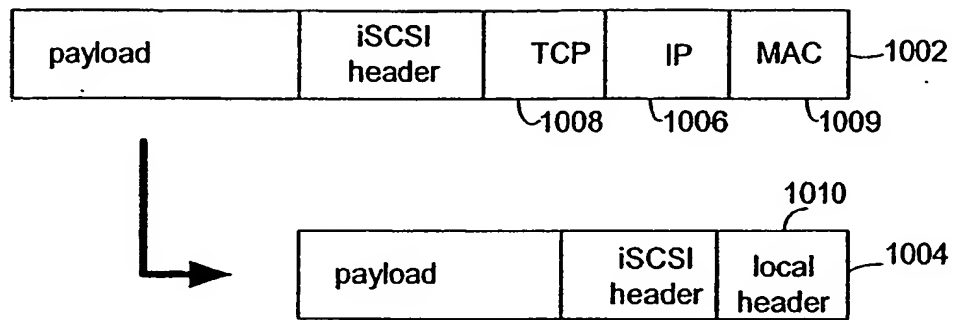 payload
iSCSI
header
TCP
IP
MAC
1002
1008
1006
1009
1010
payload
iSCSI
header
local
header
1004